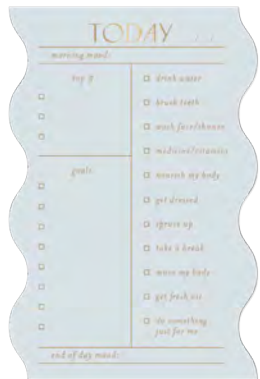 TODAY / /
morning mood:
top 3
goals
drink water
brush teeth
wash face/shower
medicine/vitamins
nourish my body
get dressed
spruce up
take a break
move my body
get fresh air
do something
just for me
end of day mood: